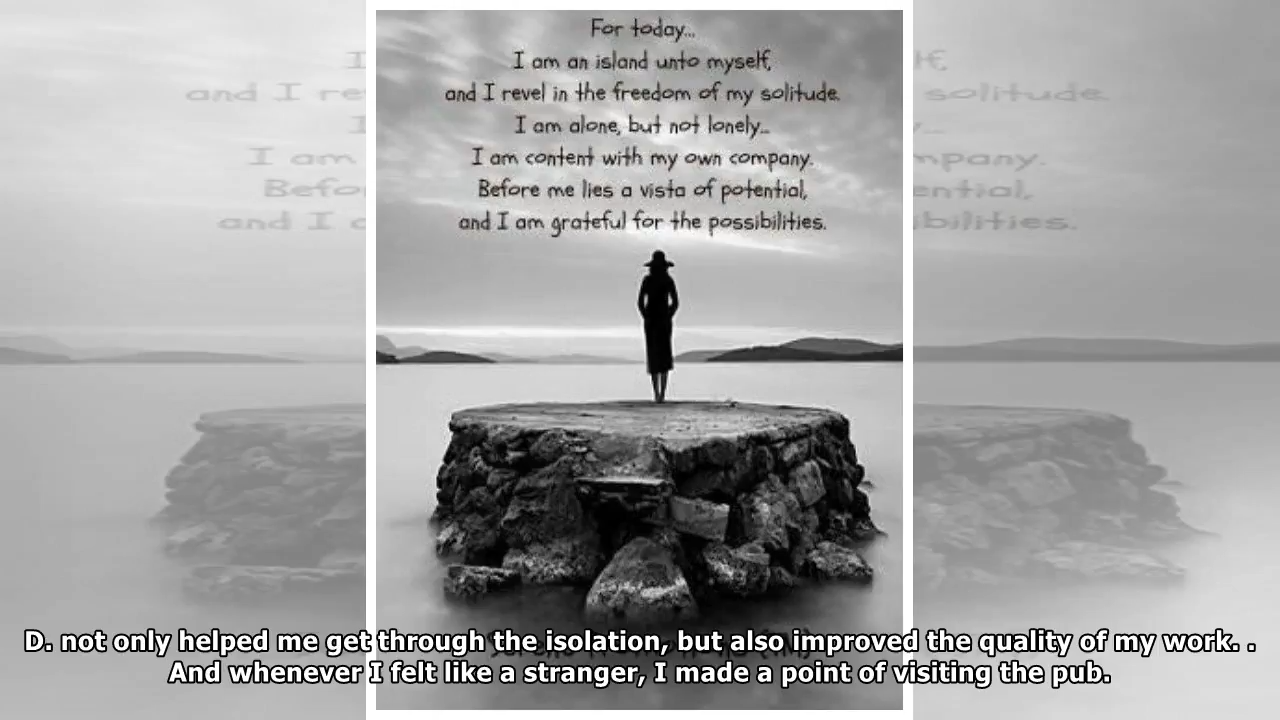 For today...
I am an island unto myself,
and I revel in the freedom of my solitude.
I am alone, but not lonely...
I am content with my own company.
Before me lies a vista of potential,
and I am grateful for the possibilities.
D. not only helped me get through the isolation, but also improved the quality of my work. .
And whenever I felt like a stranger, I made a point of visiting the pub.